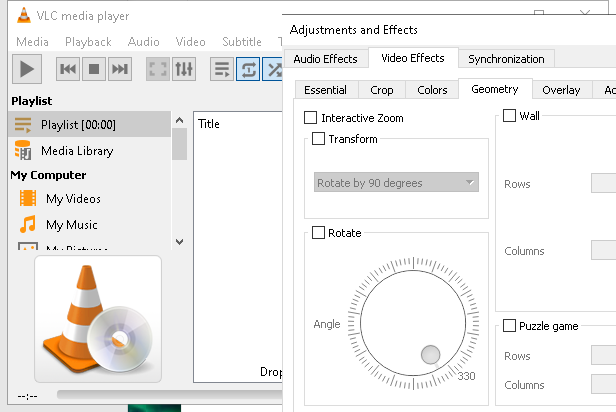 VLC media player
Media Playback Audio Video Subtitle
Playlist
Playlist [00:00]
Media Library
My Computer
My Videos
My Music
My Pictures
Title
Drop
--:--
Adjustments and Effects
Audio Effects Video Effects Synchronization
Essential Crop Colors Geometry Overlay
Interactive Zoom
Transform
Rotate by 90 degrees
Rotate
Angle
330
Wall
Rows
Columns
Puzzle game
Rows
Columns